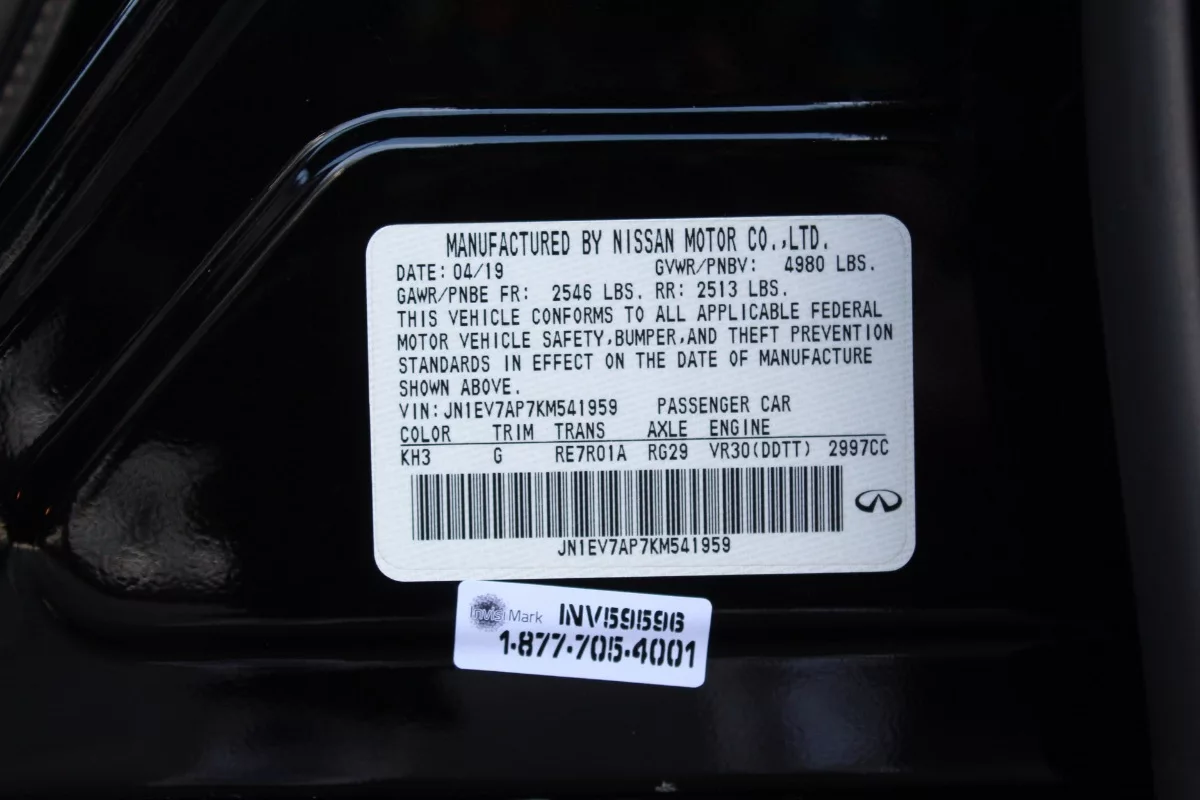 MANUFACTURED BY NISSAN MOTOR CO.,LTD.
DATE: 04/19 GVWR/PNBV: 4980 LBS.
GAWR/PNBE FR: 2546 LBS. RR: 2513 LBS.
THIS VEHICLE CONFORMS TO ALL APPLICABLE FEDERAL
MOTOR VEHICLE SAFETY,BUMPER,AND THEFT PREVENTION
STANDARDS IN EFFECT ON THE DATE OF MANUFACTURE
SHOWN ABOVE.
VIN: JN1EV7AP7KM541959 PASSENGER CAR
COLOR TRIM TRANS AXLE ENGINE
KH3 G RE7R01A RG29 VR30(DDTT) 2997CC
JN1EV7AP7KM541959
InvisiMark INV59596
1-877-705-4001